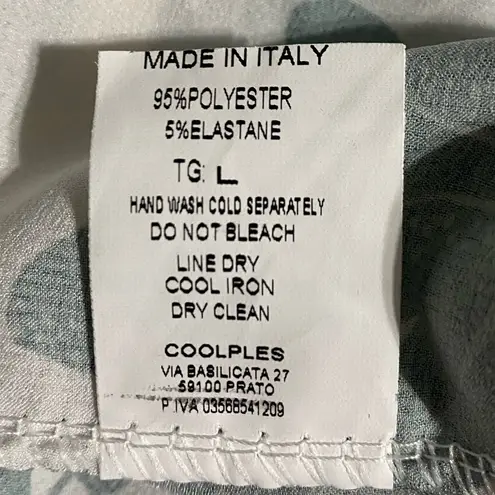 MADE IN ITALY
95%POLYESTER
5%ELASTANE
TG: L
HAND WASH COLD SEPARATELY
DO NOT BLEACH
LINE DRY
COOL IRON
DRY CLEAN
COOLPLES
VIA BASILICATA 27
59100 PRATO
P.IVA 03568541209